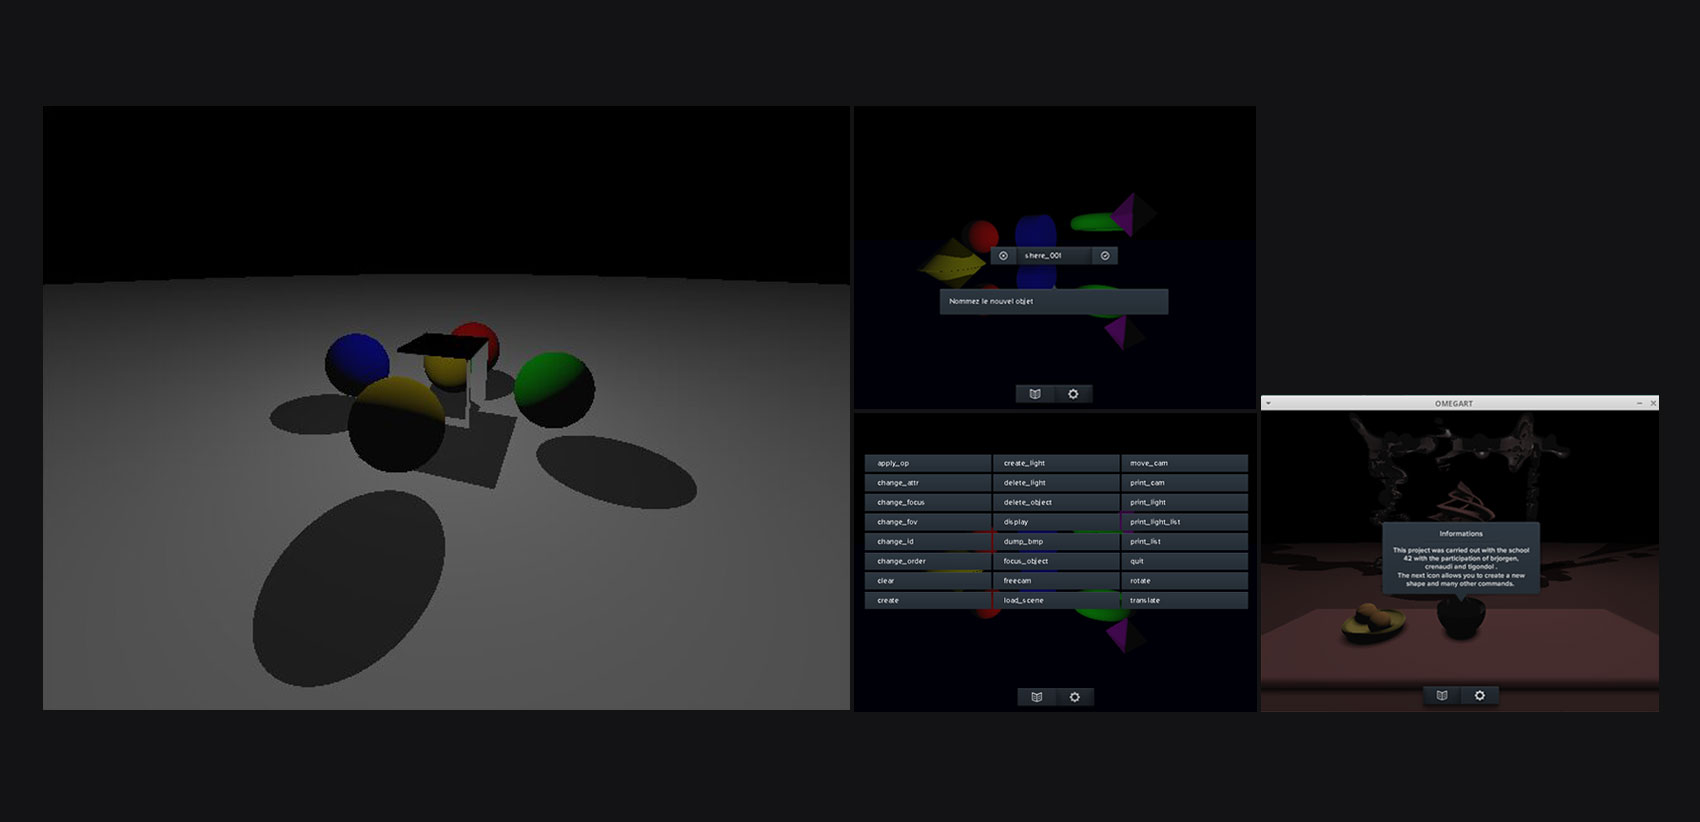 shere_001
Nommez le nouvel objet
apply_op
create_light
move_cam
change_attr
delete_light
print_cam
change_focus
delete_object
print_light
change_fov
display
print_light_list
change_id
dump_bmp
print_list
change_order
focus_object
quit
clear
freecam
rotate
create
load_scene
translate
OMEGART
Informations
This project was carried out with the school
42 with the participation of brjorgen,
crenaudi and tigondol .
The next icon allows you to create a new
shape and many other commands.